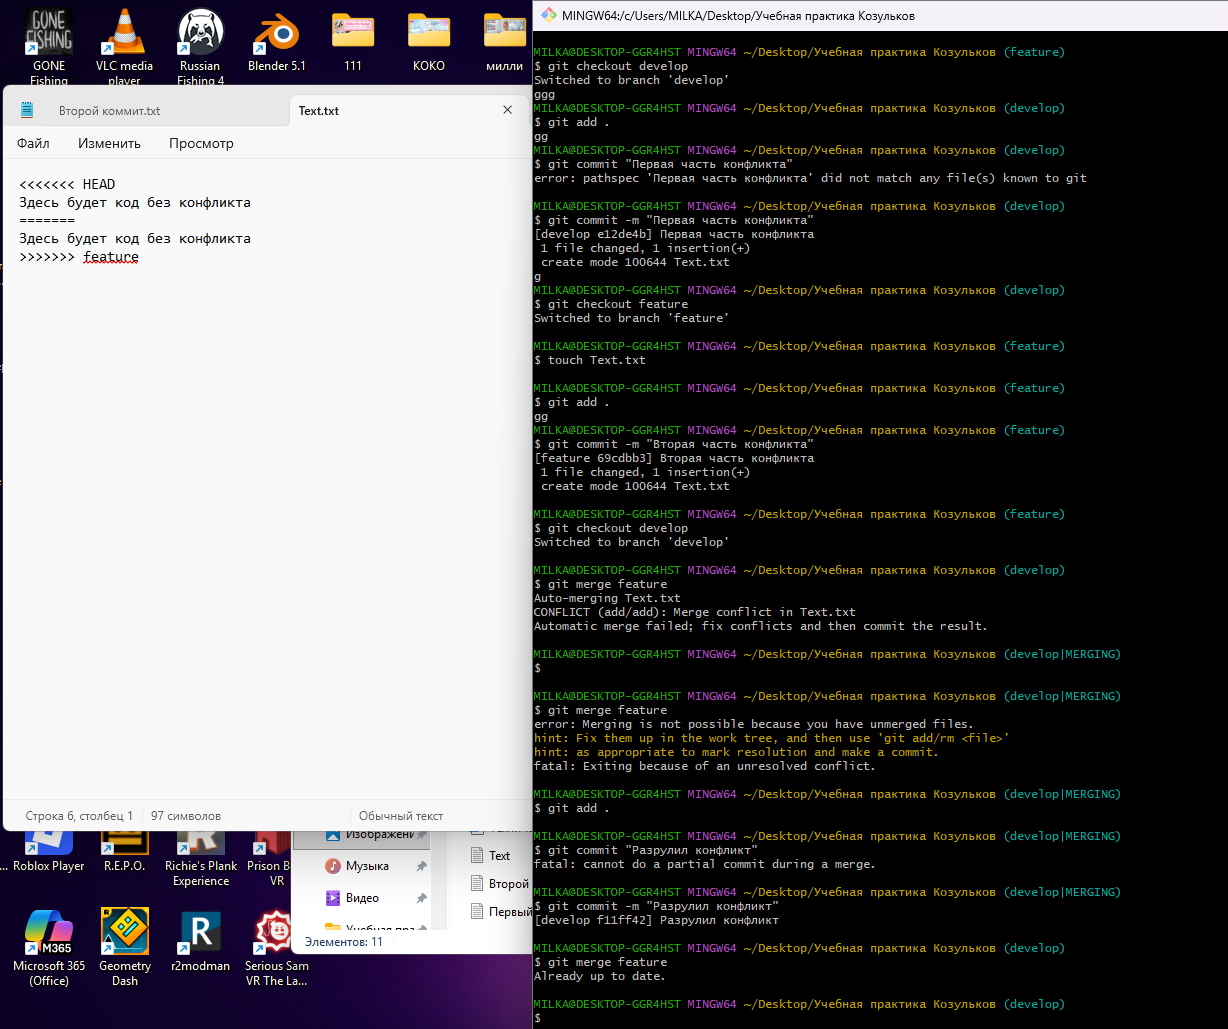 GONE Fishing
VLC media player
Russian Fishing 4
Blender 5.1
111
КОКО
милли
Второй коммит.txt
Text.txt
Файл
Изменить
Просмотр
<<<<<<< HEAD
Здесь будет код без конфликта
=======
Здесь будет код без конфликта
>>>>>>> feature
Строка 6, столбец 1
97 символов
Обычный текст
Roblox Player
R.E.P.O.
Richie's Plank Experience
Prison B
VR
Изображени
Музыка
Видео
Text
Второй
Первый
Элементов: 11
Microsoft 365 (Office)
Geometry Dash
r2modman
Serious Sam VR The La...
MINGW64:/c/Users/MILKA/Desktop/Учебная практика Козульков
MILKA@DESKTOP-GGR4HST MINGW64 ~/Desktop/Учебная практика Козульков (feature)
$ git checkout develop
Switched to branch 'develop'
ggg
MILKA@DESKTOP-GGR4HST MINGW64 ~/Desktop/Учебная практика Козульков (develop)
$ git add .
gg
MILKA@DESKTOP-GGR4HST MINGW64 ~/Desktop/Учебная практика Козульков (develop)
$ git commit "Первая часть конфликта"
error: pathspec 'Первая часть конфликта' did not match any file(s) known to git
MILKA@DESKTOP-GGR4HST MINGW64 ~/Desktop/Учебная практика Козульков (develop)
$ git commit -m "Первая часть конфликта"
[develop e12de4b] Первая часть конфликта
1 file changed, 1 insertion(+)
create mode 100644 Text.txt
g
MILKA@DESKTOP-GGR4HST MINGW64 ~/Desktop/Учебная практика Козульков (develop)
$ git checkout feature
Switched to branch 'feature'
MILKA@DESKTOP-GGR4HST MINGW64 ~/Desktop/Учебная практика Козульков (feature)
$ touch Text.txt
MILKA@DESKTOP-GGR4HST MINGW64 ~/Desktop/Учебная практика Козульков (feature)
$ git add .
gg
MILKA@DESKTOP-GGR4HST MINGW64 ~/Desktop/Учебная практика Козульков (feature)
$ git commit -m "Вторая часть конфликта"
[feature 69cdbb3] Вторая часть конфликта
1 file changed, 1 insertion(+)
create mode 100644 Text.txt
MILKA@DESKTOP-GGR4HST MINGW64 ~/Desktop/Учебная практика Козульков (feature)
$ git checkout develop
Switched to branch 'develop'
MILKA@DESKTOP-GGR4HST MINGW64 ~/Desktop/Учебная практика Козульков (develop)
$ git merge feature
Auto-merging Text.txt
CONFLICT (add/add): Merge conflict in Text.txt
Automatic merge failed; fix conflicts and then commit the result.
MILKA@DESKTOP-GGR4HST MINGW64 ~/Desktop/Учебная практика Козульков (develop|MERGING)
$
MILKA@DESKTOP-GGR4HST MINGW64 ~/Desktop/Учебная практика Козульков (develop|MERGING)
$ git merge feature
error: Merging is not possible because you have unmerged files.
hint: Fix them up in the work tree, and then use 'git add/rm <file>'
hint: as appropriate to mark resolution and make a commit.
fatal: Exiting because of an unresolved conflict.
MILKA@DESKTOP-GGR4HST MINGW64 ~/Desktop/Учебная практика Козульков (develop|MERGING)
$ git add .
MILKA@DESKTOP-GGR4HST MINGW64 ~/Desktop/Учебная практика Козульков (develop|MERGING)
$ git commit "Разрулил конфликт"
fatal: cannot do a partial commit during a merge.
MILKA@DESKTOP-GGR4HST MINGW64 ~/Desktop/Учебная практика Козульков (develop|MERGING)
$ git commit -m "Разрулил конфликт"
[develop f11ff42] Разрулил конфликт
MILKA@DESKTOP-GGR4HST MINGW64 ~/Desktop/Учебная практика Козульков (develop)
$ git merge feature
Already up to date.
MILKA@DESKTOP-GGR4HST MINGW64 ~/Desktop/Учебная практика Козульков (develop)
$